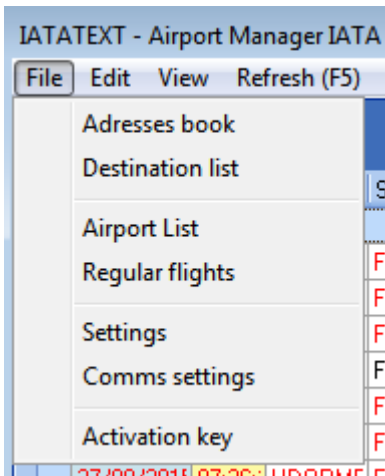 IATATEXT - Airport Manager IATA
File Edit View Refresh (F5)
Adresses book
Destination list
Airport List
Regular flights
Settings
Comms settings
Activation key